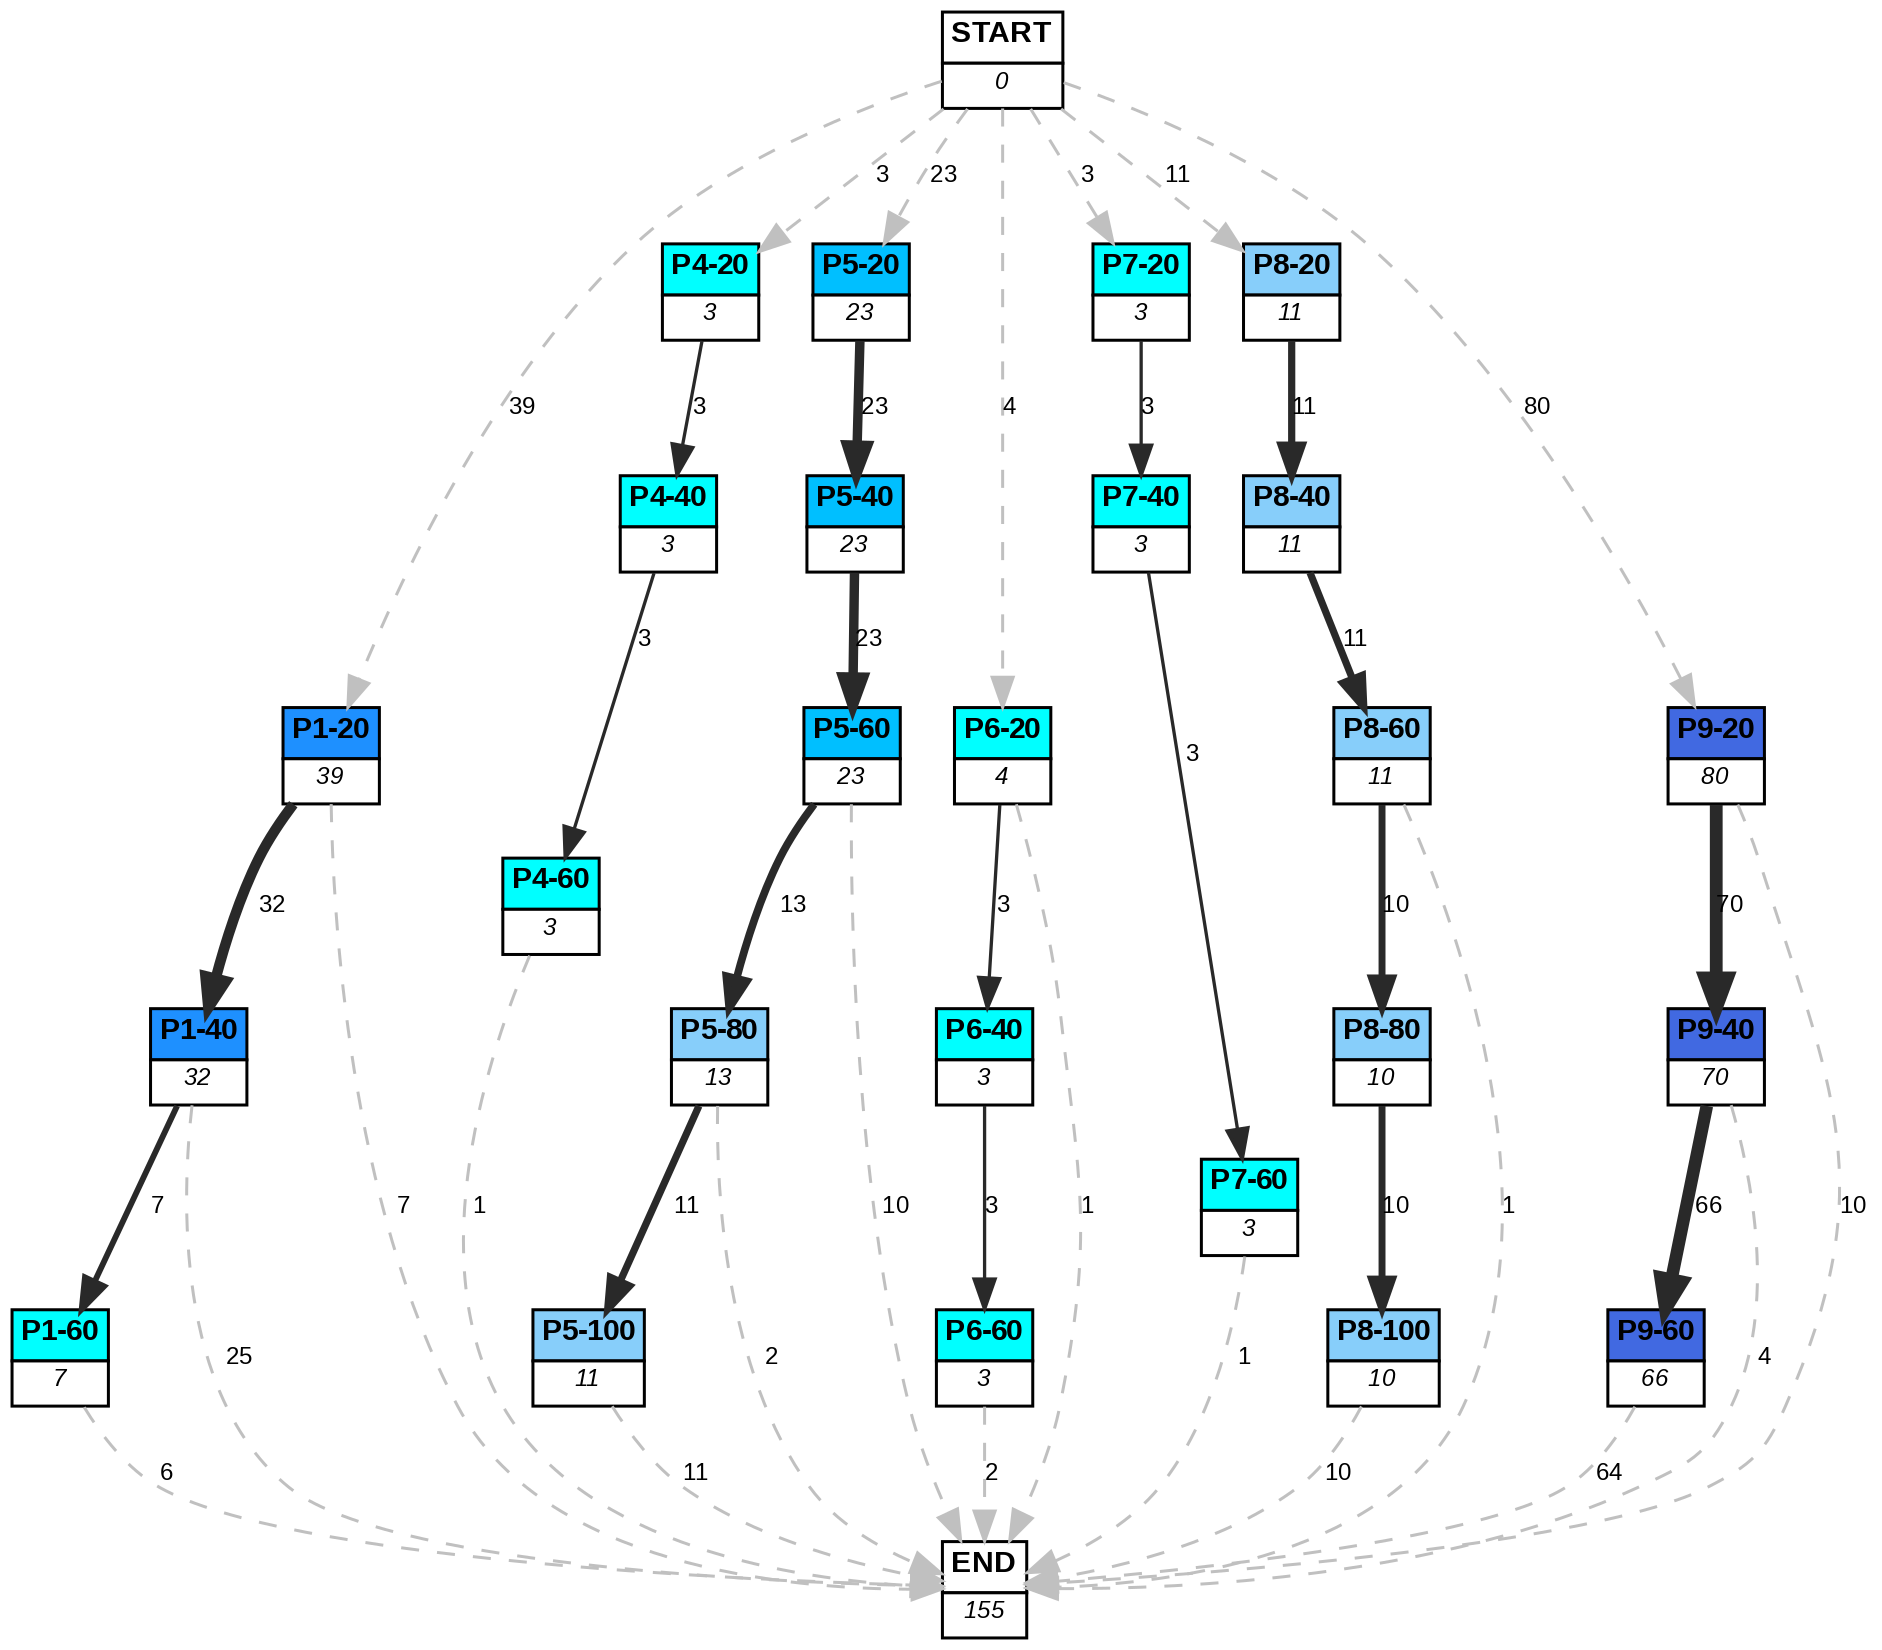 START
0
3
23
3
11
P4-20
3
P5-20
23
P7-20
3
P8-20
11
39
3
23
4
3
11
80
P4-40
3
P5-40
23
P7-40
3
P8-40
11
3
23
11
P1-20
39
P5-60
23
P6-20
4
P8-60
11
P9-20
80
3
P4-60
3
32
13
3
10
70
P1-40
32
P5-80
13
P6-40
3
P8-80
10
P9-40
70
7
7
1
11
10
3
1
P7-60
3
10
1
66
10
P1-60
7
25
P5-100
11
2
P6-60
3
1
P8-100
10
P9-60
66
4
6
11
2
10
64
END
155